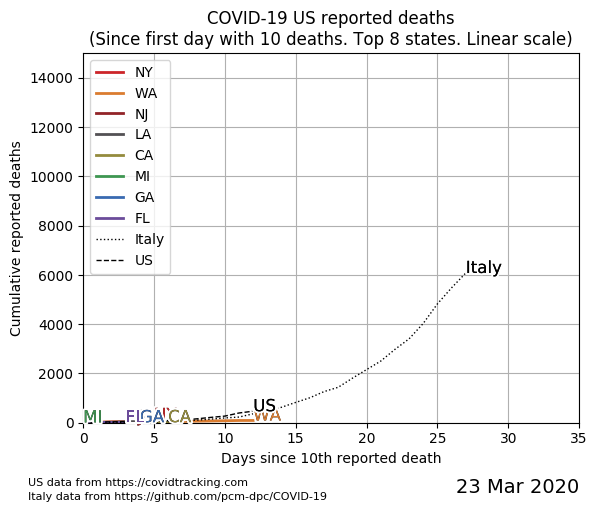 COVID-19 US reported deaths
(Since first day with 10 deaths. Top 8 states. Linear scale)
Cumulative reported deaths
14000
12000
10000
8000
6000
4000
2000
0
NY
WA
NJ
LA
CA
MI
GA
FL
Italy
US
Italy
US
MI
FL
GA
CA
WA
0 5 10 15 20 25 30 35
Days since 10th reported death
US data from https://covidtracking.com
Italy data from https://github.com/pcm-dpc/COVID-19
23 Mar 2020